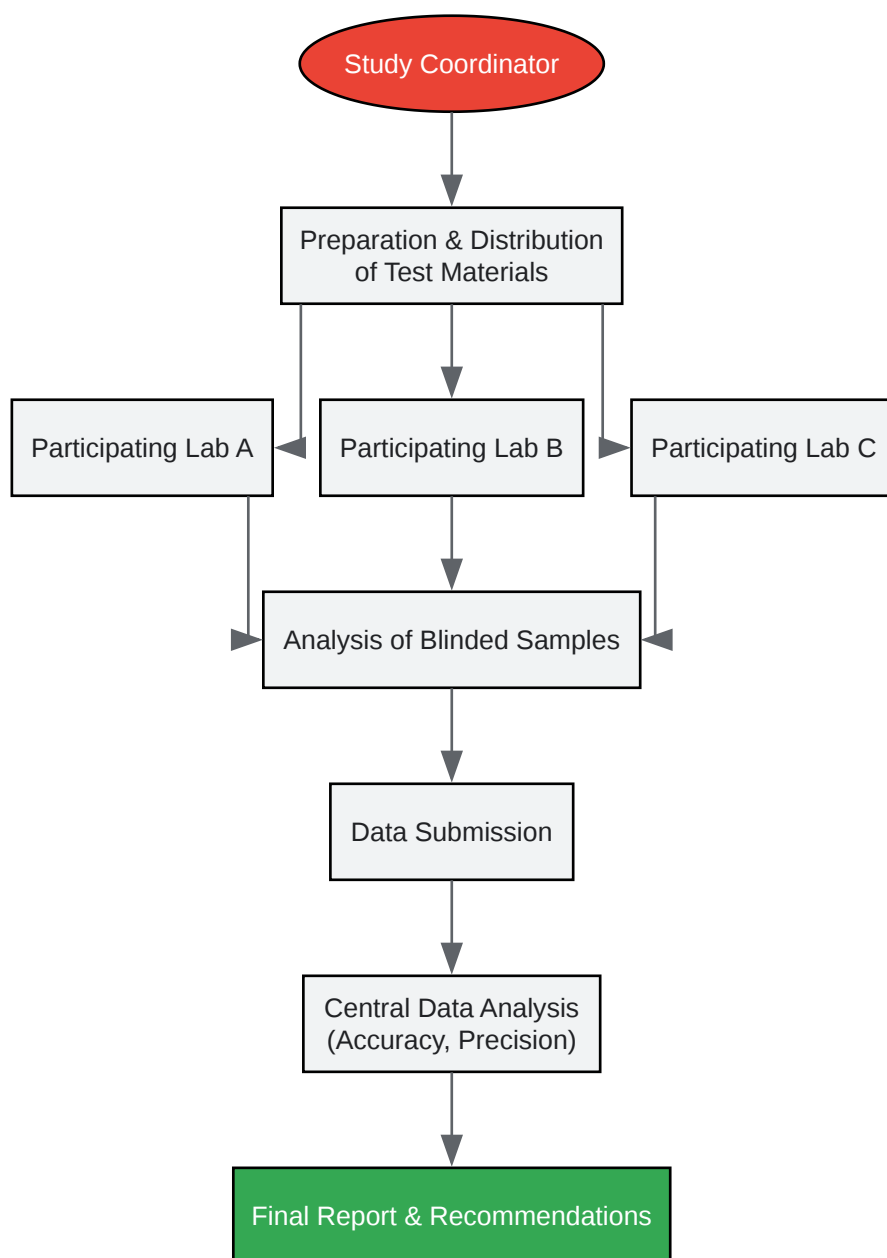 Study Coordinator
Preparation & Distribution
of Test Materials
Participating Lab A
Participating Lab B
Participating Lab C
Analysis of Blinded Samples
Data Submission
Central Data Analysis
(Accuracy, Precision)
Final Report & Recommendations